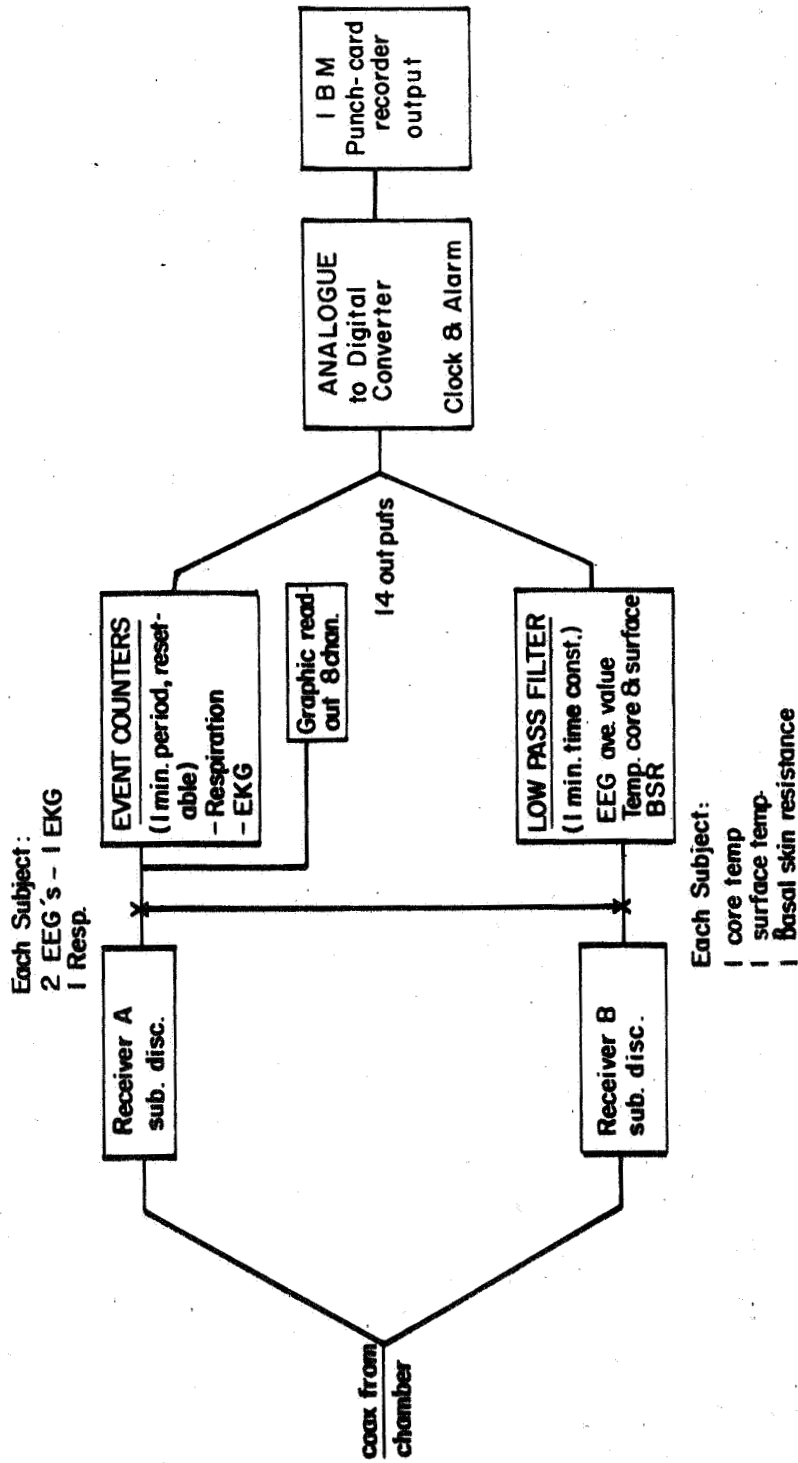 coax from
chamber
Each Subject:
2 EEG's - 1 EKG
1 Resp.
Receiver A
sub. disc.
EVENT COUNTERS
(1 min. period, reset-
able)
- Respiration
- EKG
Graphic read-
out 8 chan.
Receiver B
sub. disc.
LOW PASS FILTER
(1 min. time const.)
EEG ave. value
Temp. core & surface
BSR
Each Subject:
1 core temp
1 surface temp.
1 Basal skin resistance
14 outputs
ANALOGUE
to Digital
Converter
Clock & Alarm
IBM
Punch-card
recorder
output